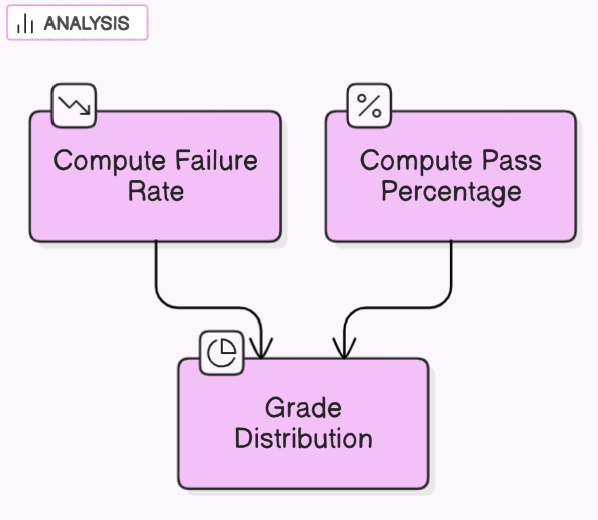 ANALYSIS
Compute Failure
Rate
Compute Pass
Percentage
Grade
Distribution